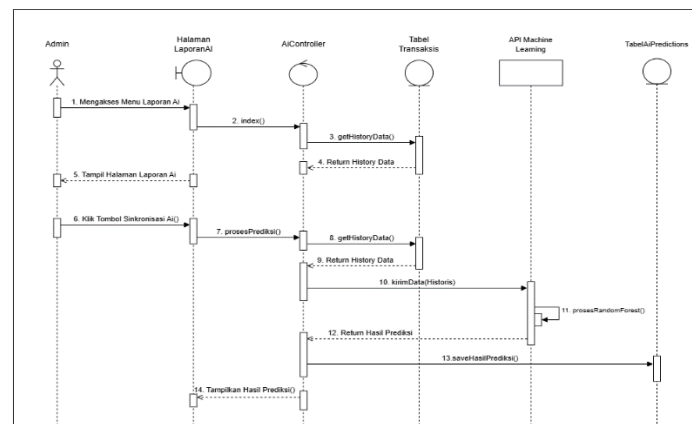 Admin
Halaman
LaporanAI
AiController
Tabel
Transaksis
API Machine
Learning
TabelAiPredictions
1. Mengakses Menu Laporan Ai
2. index()
3. getHistoryData()
4. Return History Data
5. Tampil Halaman Laporan Ai
6. Klik Tombol Sinkronisasi Ai()
7. prosesPrediksi()
8. getHistoryData()
9. Return History Data
10. kirimData(Historis)
11. prosesRandomForest()
12. Return Hasil Prediksi
13.saveHasilPrediksi()
14. Tampilkan Hasil Prediksi()